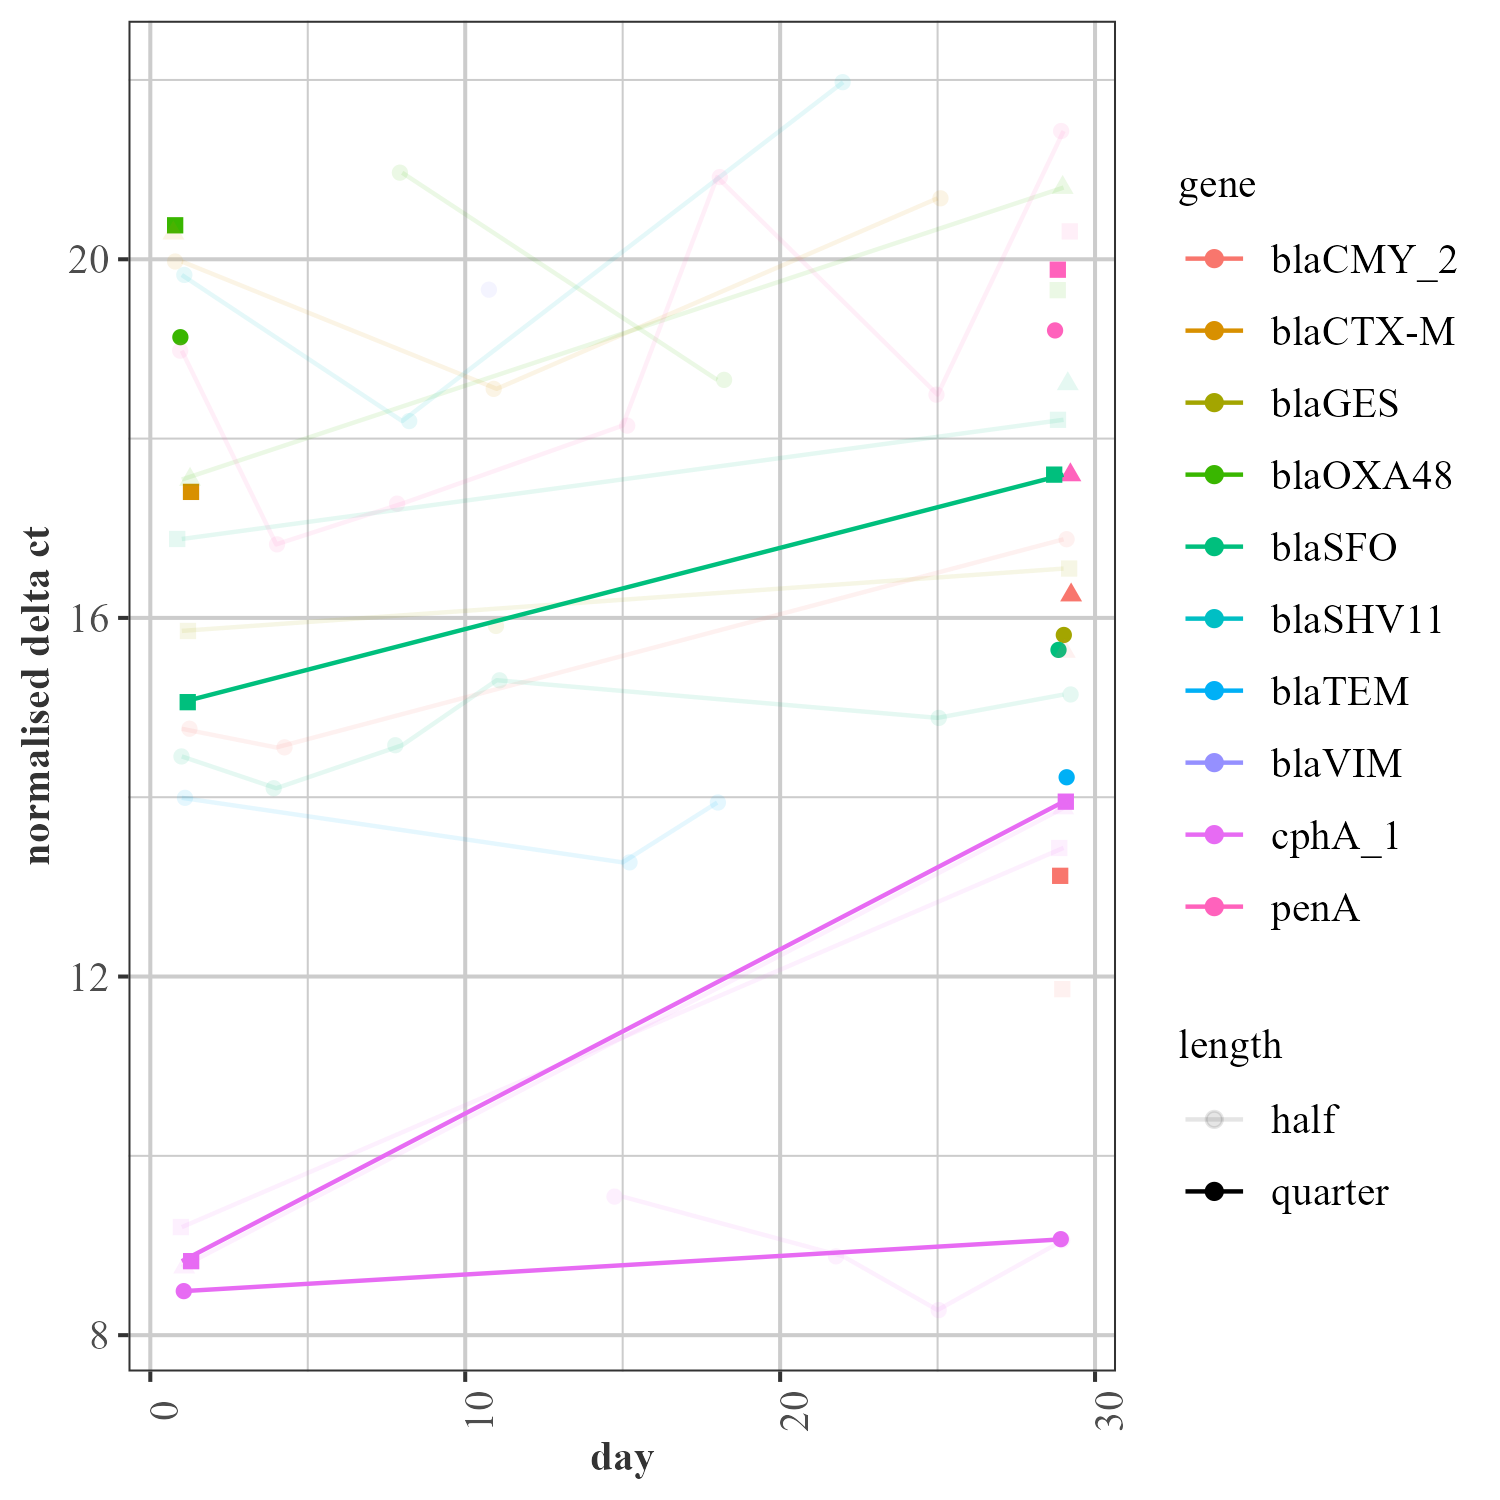 normalised delta ct
20
16
12
8
0
10
20
30
day
gene
blaCMY_2
blaCTX-M
blaGES
blaOXA48
blaSFO
blaSHV11
blaTEM
blaVIM
cphA_1
penA
length
half
quarter